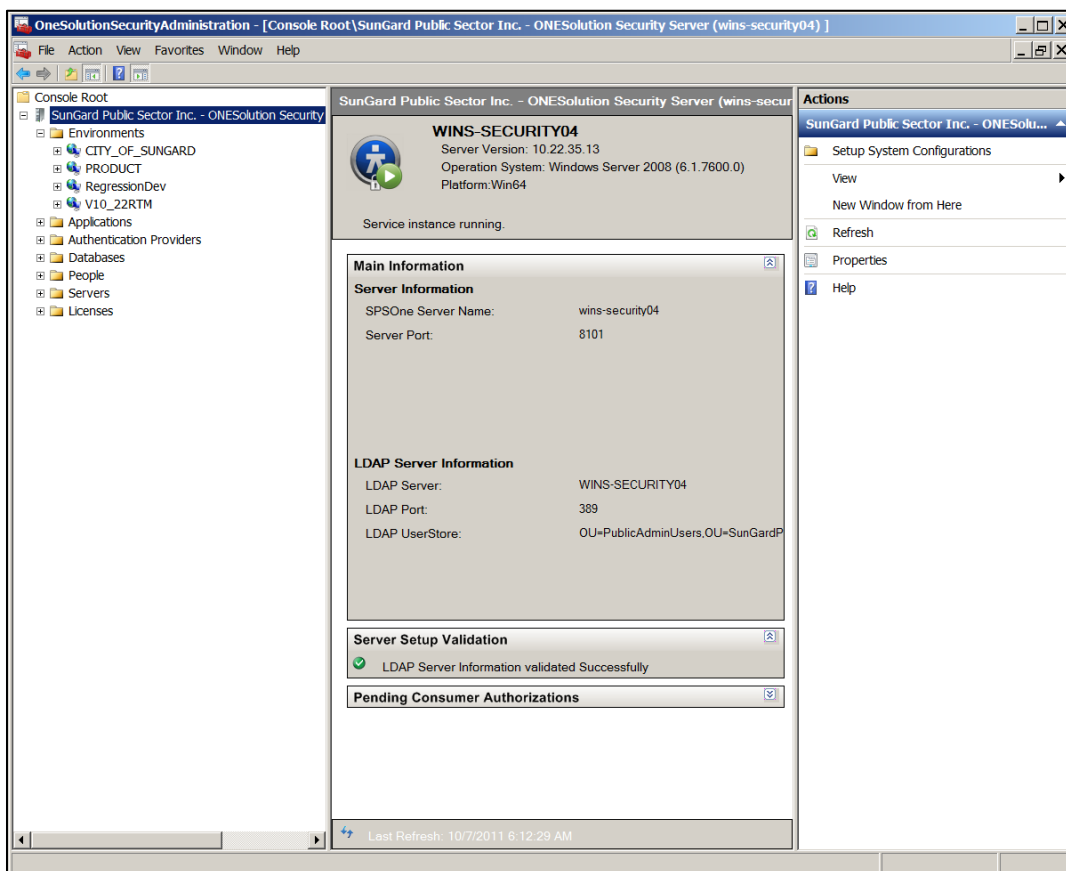 OneSolutionSecurityAdministration - [Console Root\SunGard Public Sector Inc. - ONESolution Security Server (wins-security04) ]
File Action View Favorites Window Help
Console Root
SunGard Public Sector Inc. - ONESolution Security
Environments
CITY_OF_SUNGARD
PRODUCT
RegressionDev
V10_22RTM
Applications
Authentication Providers
Databases
People
Servers
Licenses
SunGard Public Sector Inc. - ONESolution Security Server (wins-secur
WINS-SECURITY04
Server Version: 10.22.35.13
Operation System: Windows Server 2008 (6.1.7600.0)
Platform:Win64
Service instance running.
Main Information
Server Information
SPSOne Server Name: wins-security04
Server Port: 8101
LDAP Server Information
LDAP Server: WINS-SECURITY04
LDAP Port: 389
LDAP UserStore: OU=PublicAdminUsers,OU=SunGardP
Server Setup Validation
LDAP Server Information validated Successfully
Pending Consumer Authorizations
Last Refresh: 10/7/2011 6:12:29 AM
Actions
SunGard Public Sector Inc. - ONESolu...
Setup System Configurations
View
New Window from Here
Refresh
Properties
Help